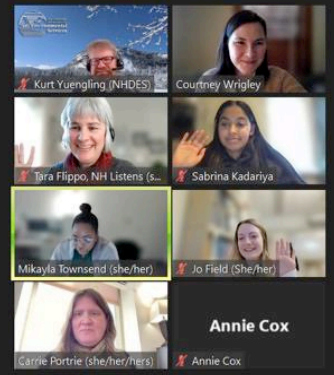 Kurt Yuengling (NHDES)
Courtney Wrigley
Tara Flippo, NH Listens (s...
Sabrina Kadariya
Mikayla Townsend (she/her)
Jo Field (She/her)
Carrie Portrie (she/her/hers)
Annie Cox
Annie Cox